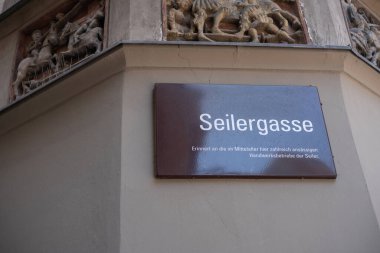 Seilergasse
Erinnert an die im Mittelalter hier zahlreich ansässigen
Handwerksbetriebe der Seiler.